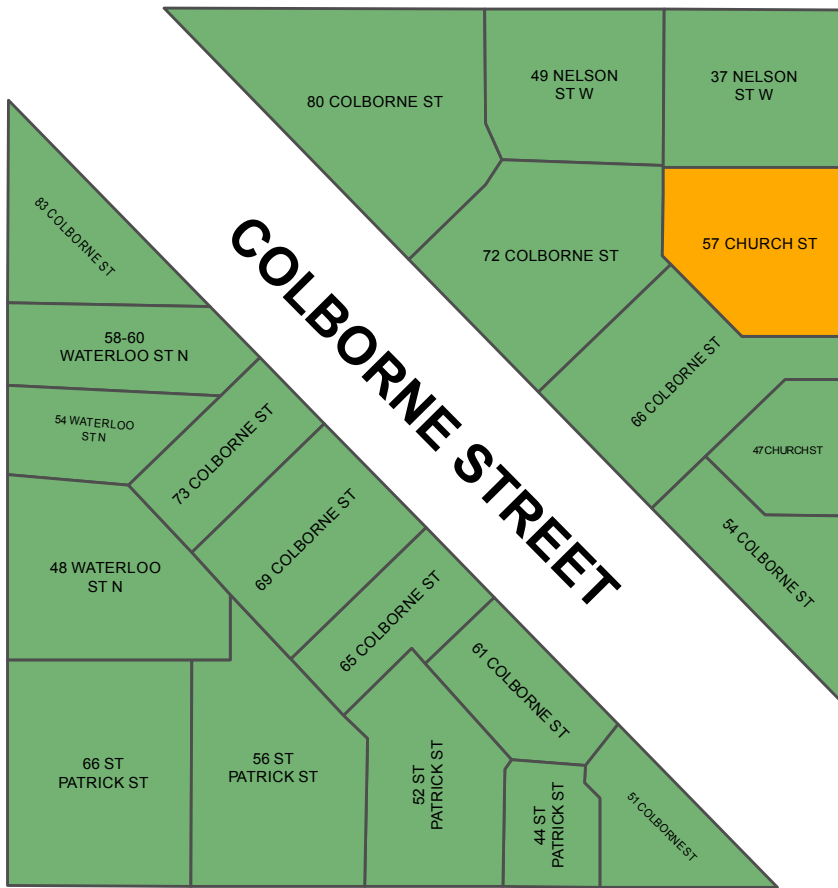 49 NELSON
ST W
37 NELSON
ST W
80 COLBORNE ST
83 COLBORNE ST
72 COLBORNE ST
57 CHURCH ST
COLBORNE STREET
58-60
WATERLOO ST N
66 COLBORNE ST
54 WATERLOO
ST N
73 COLBORNE ST
47 CHURCH ST
69 COLBORNE ST
54 COLBORNE ST
48 WATERLOO
ST N
65 COLBORNE ST
61 COLBORNE ST
66 ST
PATRICK ST
56 ST
PATRICK ST
52 ST
PATRICK ST
44 ST
PATRICK ST
51 COLBORNE ST